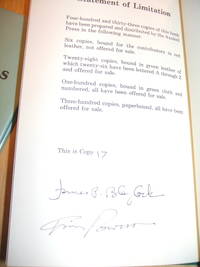 Statement of Limitation
Four-hundred and thirty-three copies of this book
have been prepared and distributed by the
Press in the following manner:
Six copies, bound for the contributors in red
leather, not offered for sale.
Twenty-eight copies, bound in green leather of
which twenty-six have been lettered A through Z
and offered for sale.
One-hundred copies, bound in green cloth and
numbered, all have been offered for sale.
Three-hundred copies, paperbound, all have been
offered for sale.
This is Copy 17
James P. Blaylock
Tim Powers